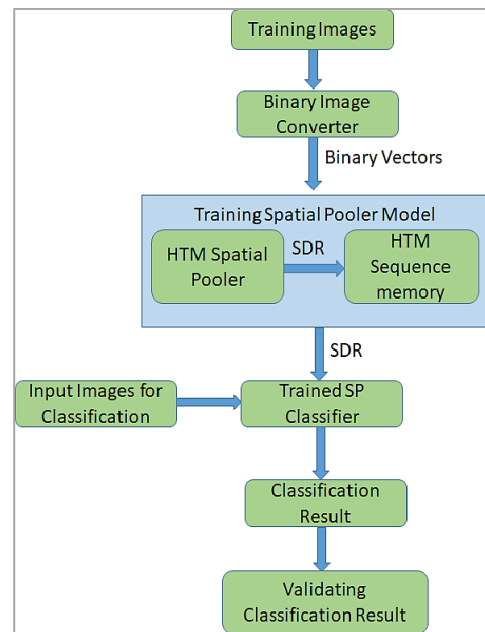 Training Images
Binary Image
Converter
Binary Vectors
Training Spatial Pooler Model
HTM Spatial
Pooler
SDR
HTM
Sequence
memory
SDR
Input Images for
Classification
Trained SP
Classifier
Classification
Result
Validating
Classification Result